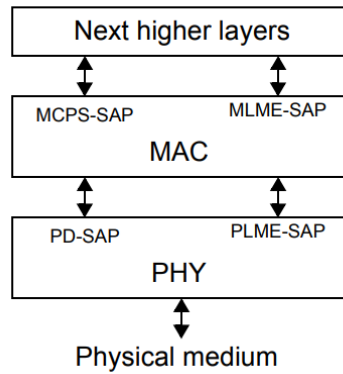 Next higher layers
MCPS-SAP MLME-SAP
MAC
PD-SAP PLME-SAP
PHY
Physical medium